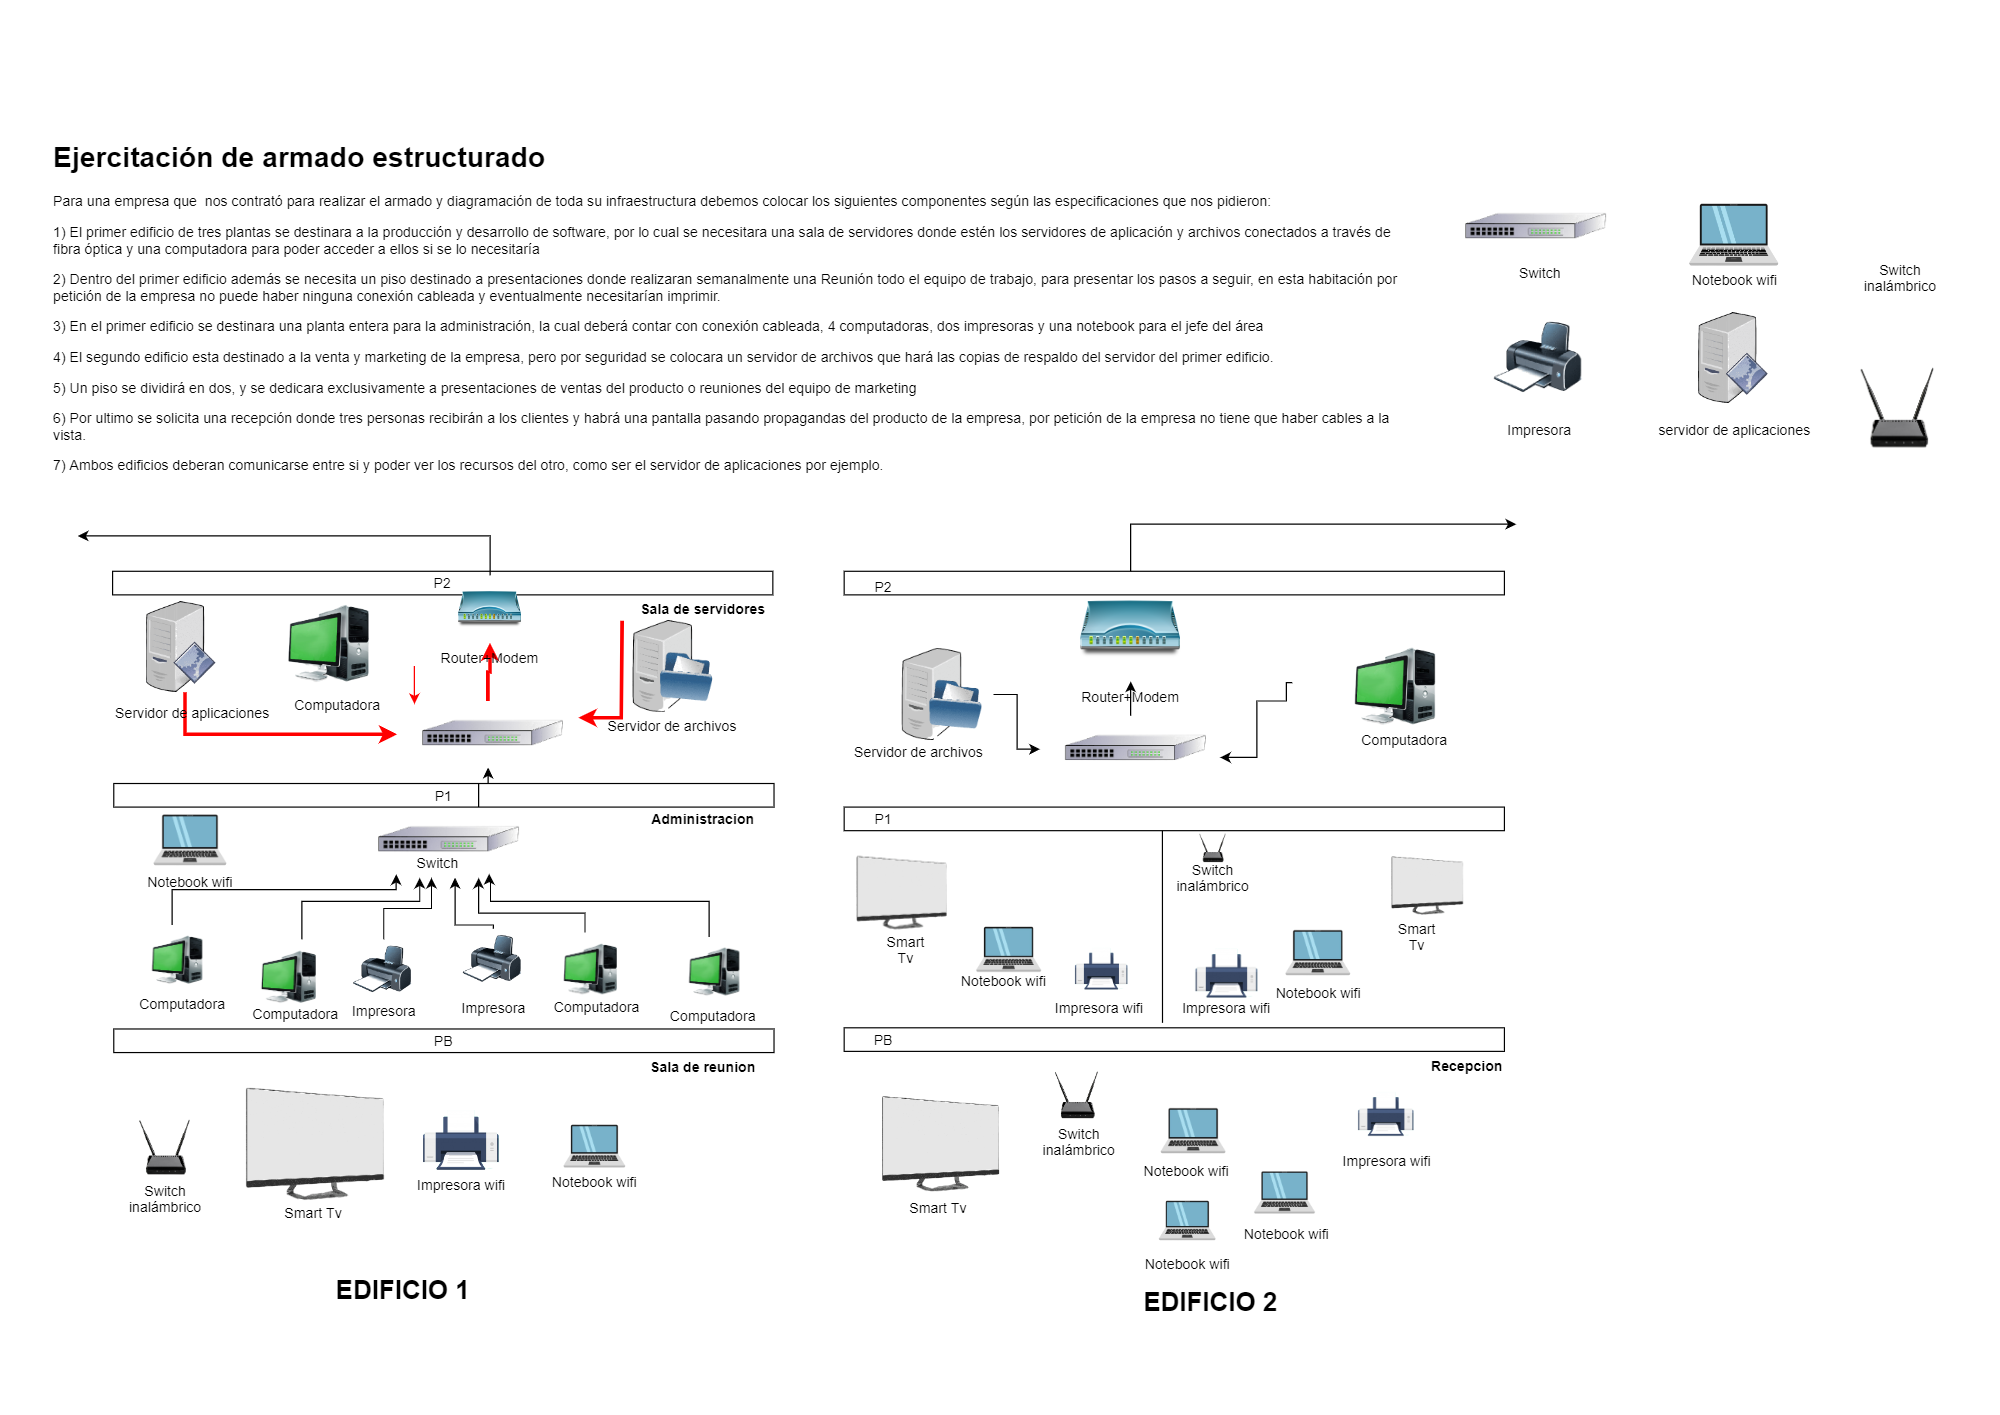 Ejercitación de armado estructurado
Para una empresa que  nos contrató para realizar el armado y diagramación de toda su infraestructura debemos colocar los siguientes componentes según las especificaciones que nos pidieron:
1) El primer edificio de tres plantas se destinara a la producción y desarrollo de software, por lo cual se necesitara una sala de servidores donde estén los servidores de aplicación y archivos conectados a través de
fibra óptica y una computadora para poder acceder a ellos si se lo necesitaría
2) Dentro del primer edificio además se necesita un piso destinado a presentaciones donde realizaran semanalmente una Reunión todo el equipo de trabajo, para presentar los pasos a seguir, en esta habitación por
petición de la empresa no puede haber ninguna conexión cableada y eventualmente necesitarían imprimir.
3) En el primer edificio se destinara una planta entera para la administración, la cual deberá contar con conexión cableada, 4 computadoras, dos impresoras y una notebook para el jefe del área
4) El segundo edificio esta destinado a la venta y marketing de la empresa, pero por seguridad se colocara un servidor de archivos que hará las copias de respaldo del servidor del primer edificio.
5) Un piso se dividirá en dos, y se dedicara exclusivamente a presentaciones de ventas del producto o reuniones del equipo de marketing
6) Por ultimo se solicita una recepción donde tres personas recibirán a los clientes y habrá una pantalla pasando propagandas del producto de la empresa, por petición de la empresa no tiene que haber cables a la
vista.
7) Ambos edificios deberan comunicarse entre si y poder ver los recursos del otro, como ser el servidor de aplicaciones por ejemplo.
Switch
Notebook wifi
Switch
inalámbrico
Impresora
servidor de aplicaciones
P2
Sala de servidores
Router+Modem
Computadora
Servidor de aplicaciones
Servidor de archivos
P1
Administracion
Switch
Notebook wifi
Computadora
Computadora
Impresora
Impresora
Computadora
Computadora
PB
Sala de reunion
Switch
inalámbrico
Smart Tv
Impresora wifi
Notebook wifi
EDIFICIO 1
P2
Router+Modem
Servidor de archivos
Computadora
P1
Switch
inalámbrico
Smart
Tv
Smart
Tv
Notebook wifi
Impresora wifi
Impresora wifi
Notebook wifi
PB
Recepcion
Switch
inalámbrico
Smart Tv
Notebook wifi
Impresora wifi
Notebook wifi
Notebook wifi
EDIFICIO 2